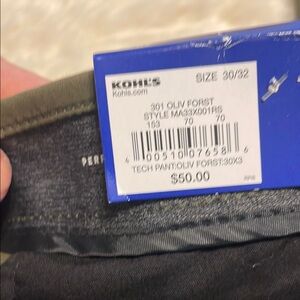 KOHL'S
Kohls.com
SIZE 30/32
301 OLIV FORST
STYLE MA33X001RS
153 70 70
4 00510 07658 6
TECH PANT:OLIV FORST:30X3
$50.00
PERF